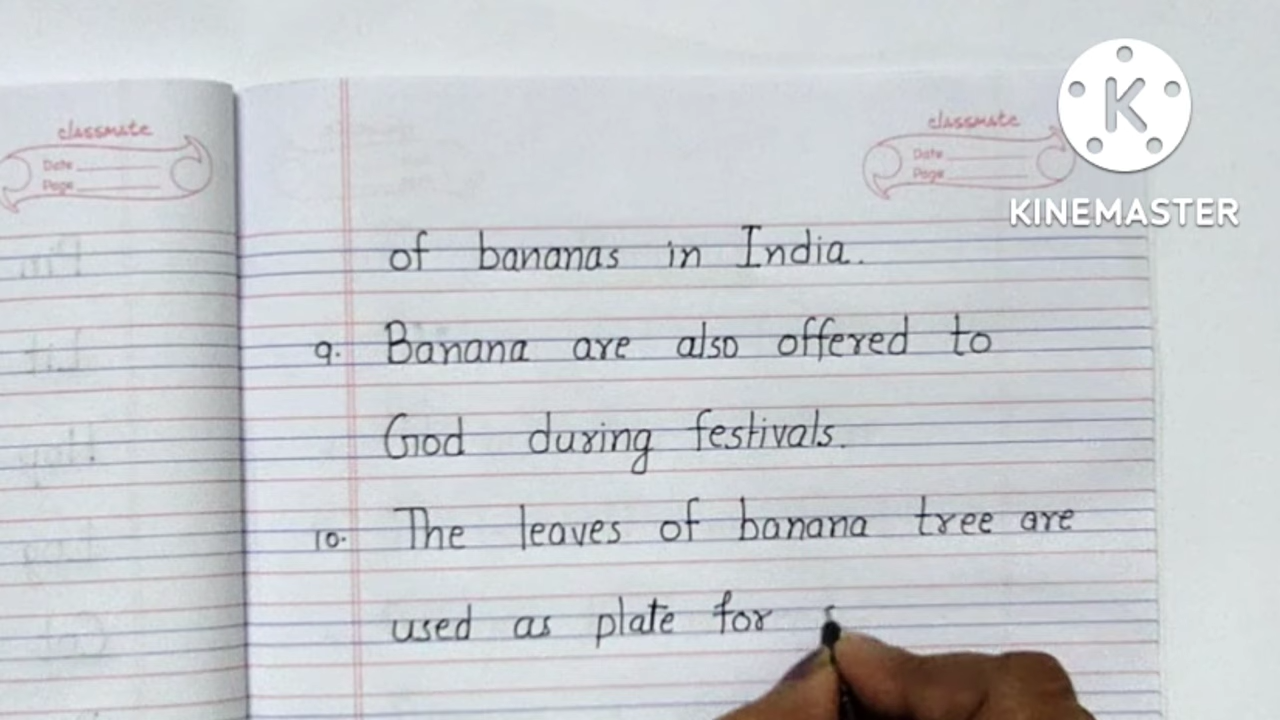 classmate
Date
Page
classmate
Date
Page
KINEMASTER
of bananas in India.
9. Banana are also offered to
God during festivals.
10. The leaves of banana tree are
used as plate for